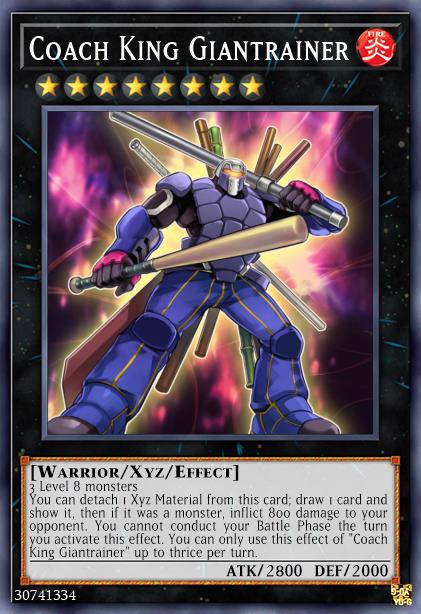 COACH KING GIANTRAINER
FIRE
炎
[WARRIOR/XYZ/EFFECT]
3 Level 8 monsters
You can detach 1 Xyz Material from this card; draw 1 card and
show it, then if it was a monster, inflict 800 damage to your
opponent. You cannot conduct your Battle Phase the turn
you activate this effect. You can only use this effect of "Coach
King Giantrainer" up to thrice per turn.
ATK/2800 DEF/2000
30741334